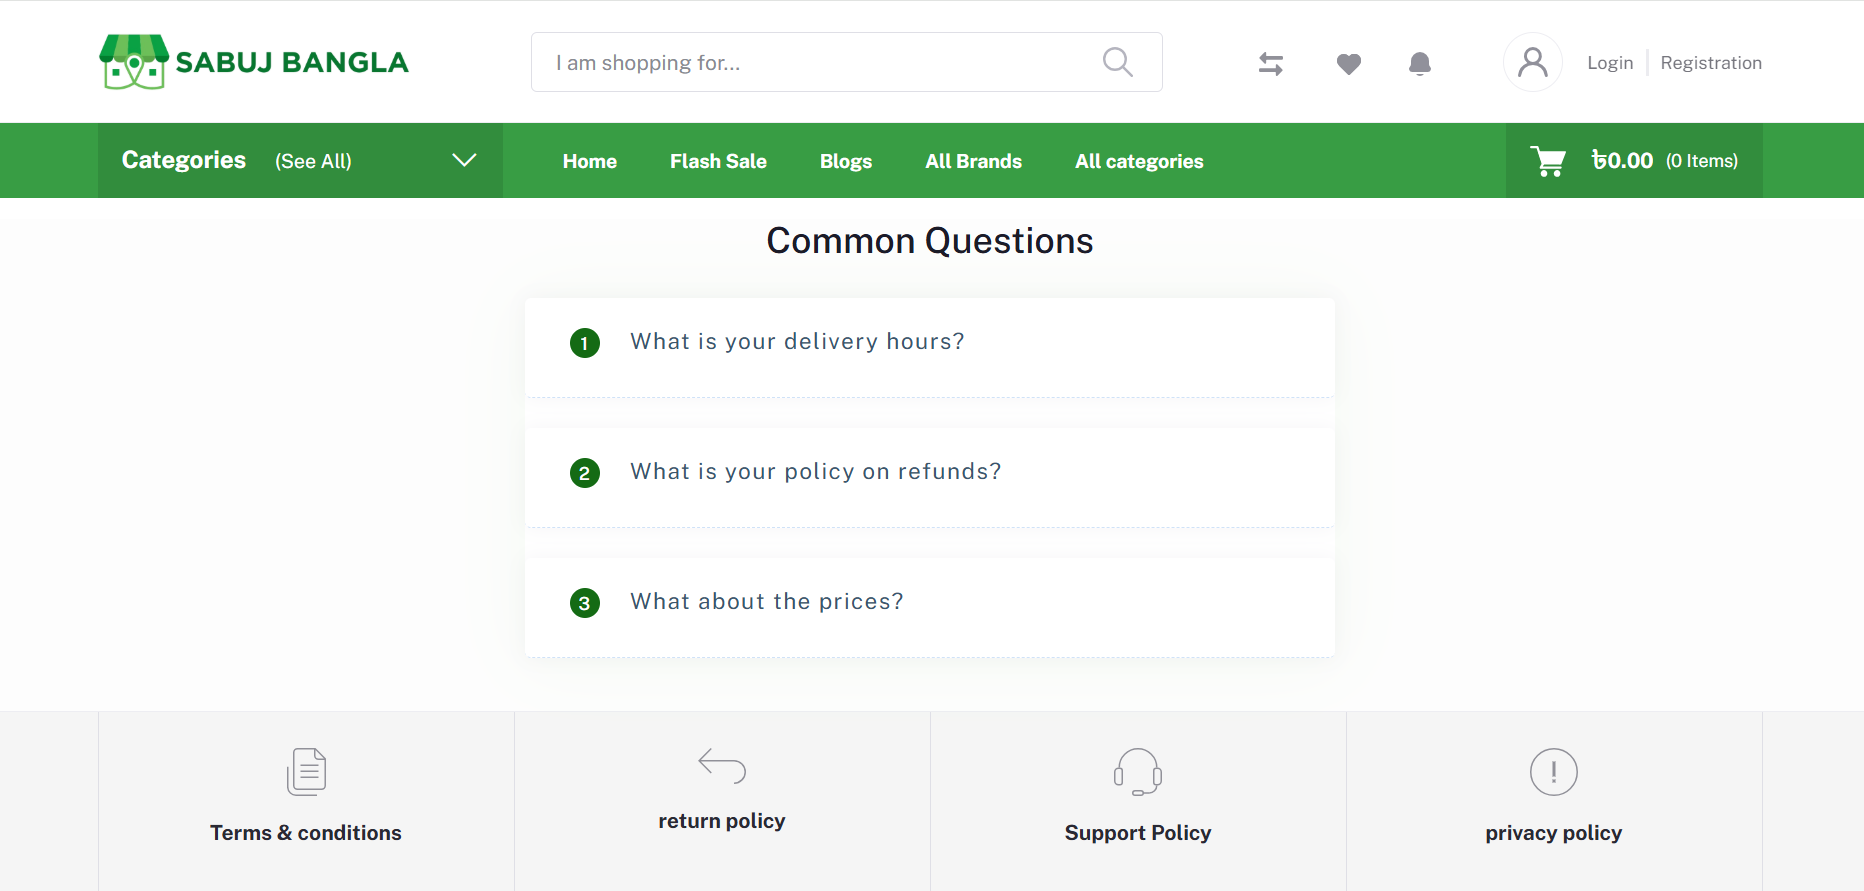 SABUJ BANGLA
I am shopping for...
Login
Registration
Categories (See All)
Home
Flash Sale
Blogs
All Brands
All categories
৳0.00 (0 Items)
Common Questions
1 What is your delivery hours?
2 What is your policy on refunds?
3 What about the prices?
Terms & conditions
return policy
Support Policy
privacy policy